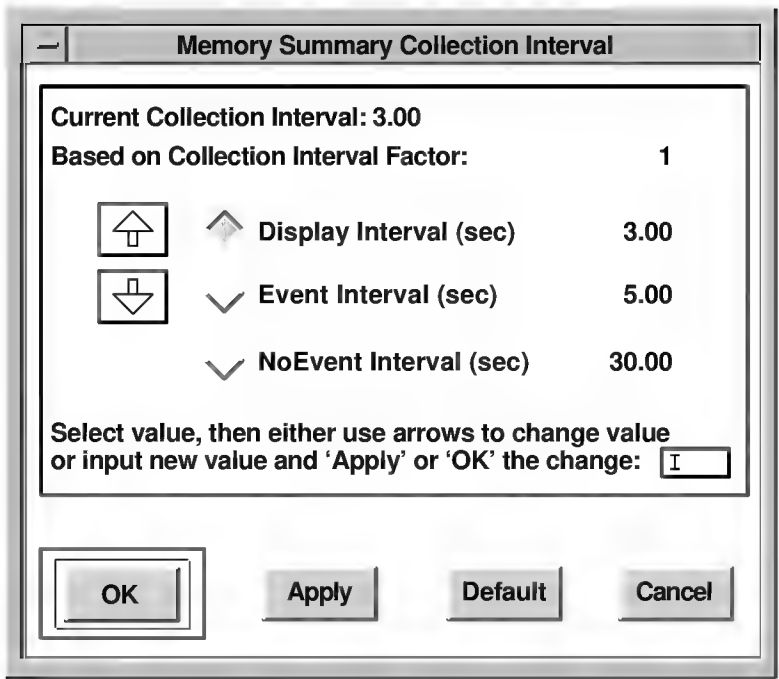 Memory Summary Collection Interval
Current Collection Interval: 3.00
Based on Collection Interval Factor: 1
Display Interval (sec) 3.00
Event Interval (sec) 5.00
NoEvent Interval (sec) 30.00
Select value, then either use arrows to change value
or input new value and ‘Apply’ or ‘OK’ the change:
OK Apply Default Cancel